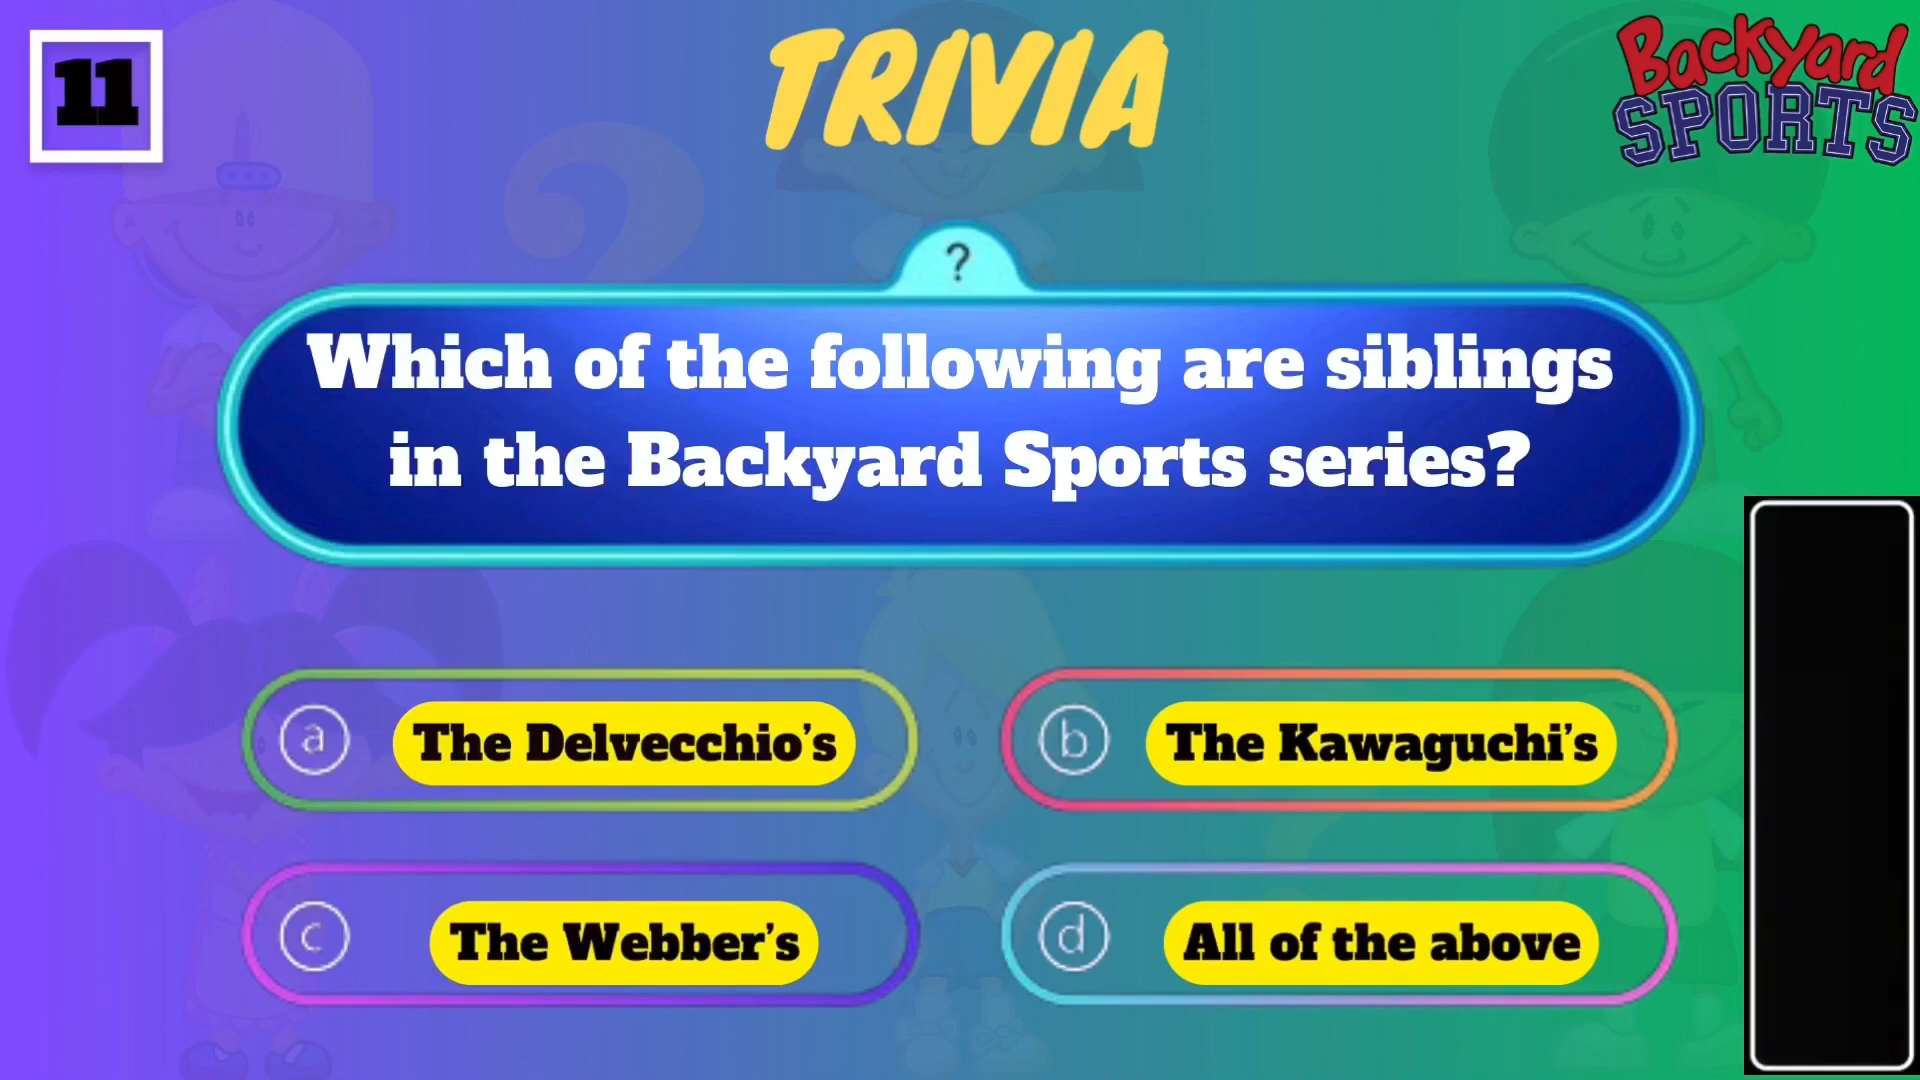 11
TRIVIA
Backyard
SPORTS
?
Which of the following are siblings
in the Backyard Sports series?
a The Delvecchio's
b The Kawaguchi's
c The Webber's
d All of the above